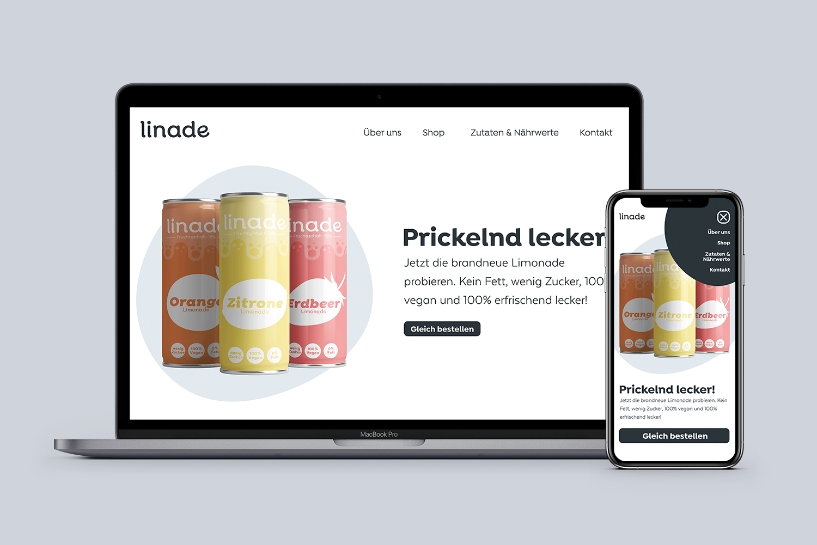 linade
Über uns Shop Zutaten & Nährwerte Kontakt
linade linade linade
Orange Zitrone Erdbeer
Limonade Limonade Limonade
Prickelnd lecker
Jetzt die brandneue Limonade
probieren. Kein Fett, wenig Zucker, 100
vegan und 100% erfrischend lecker!
Gleich bestellen
MacBook Pro
linade
Über uns
Shop
Zutaten &
Nährwerte
Kontakt
linade linade linade
Orange Zitrone Erdbeer
Prickelnd lecker!
Jetzt die brandneue Limonade probieren. Kein
Fett, wenig Zucker, 100% vegan und 100%
erfrischend lecker!
Gleich bestellen